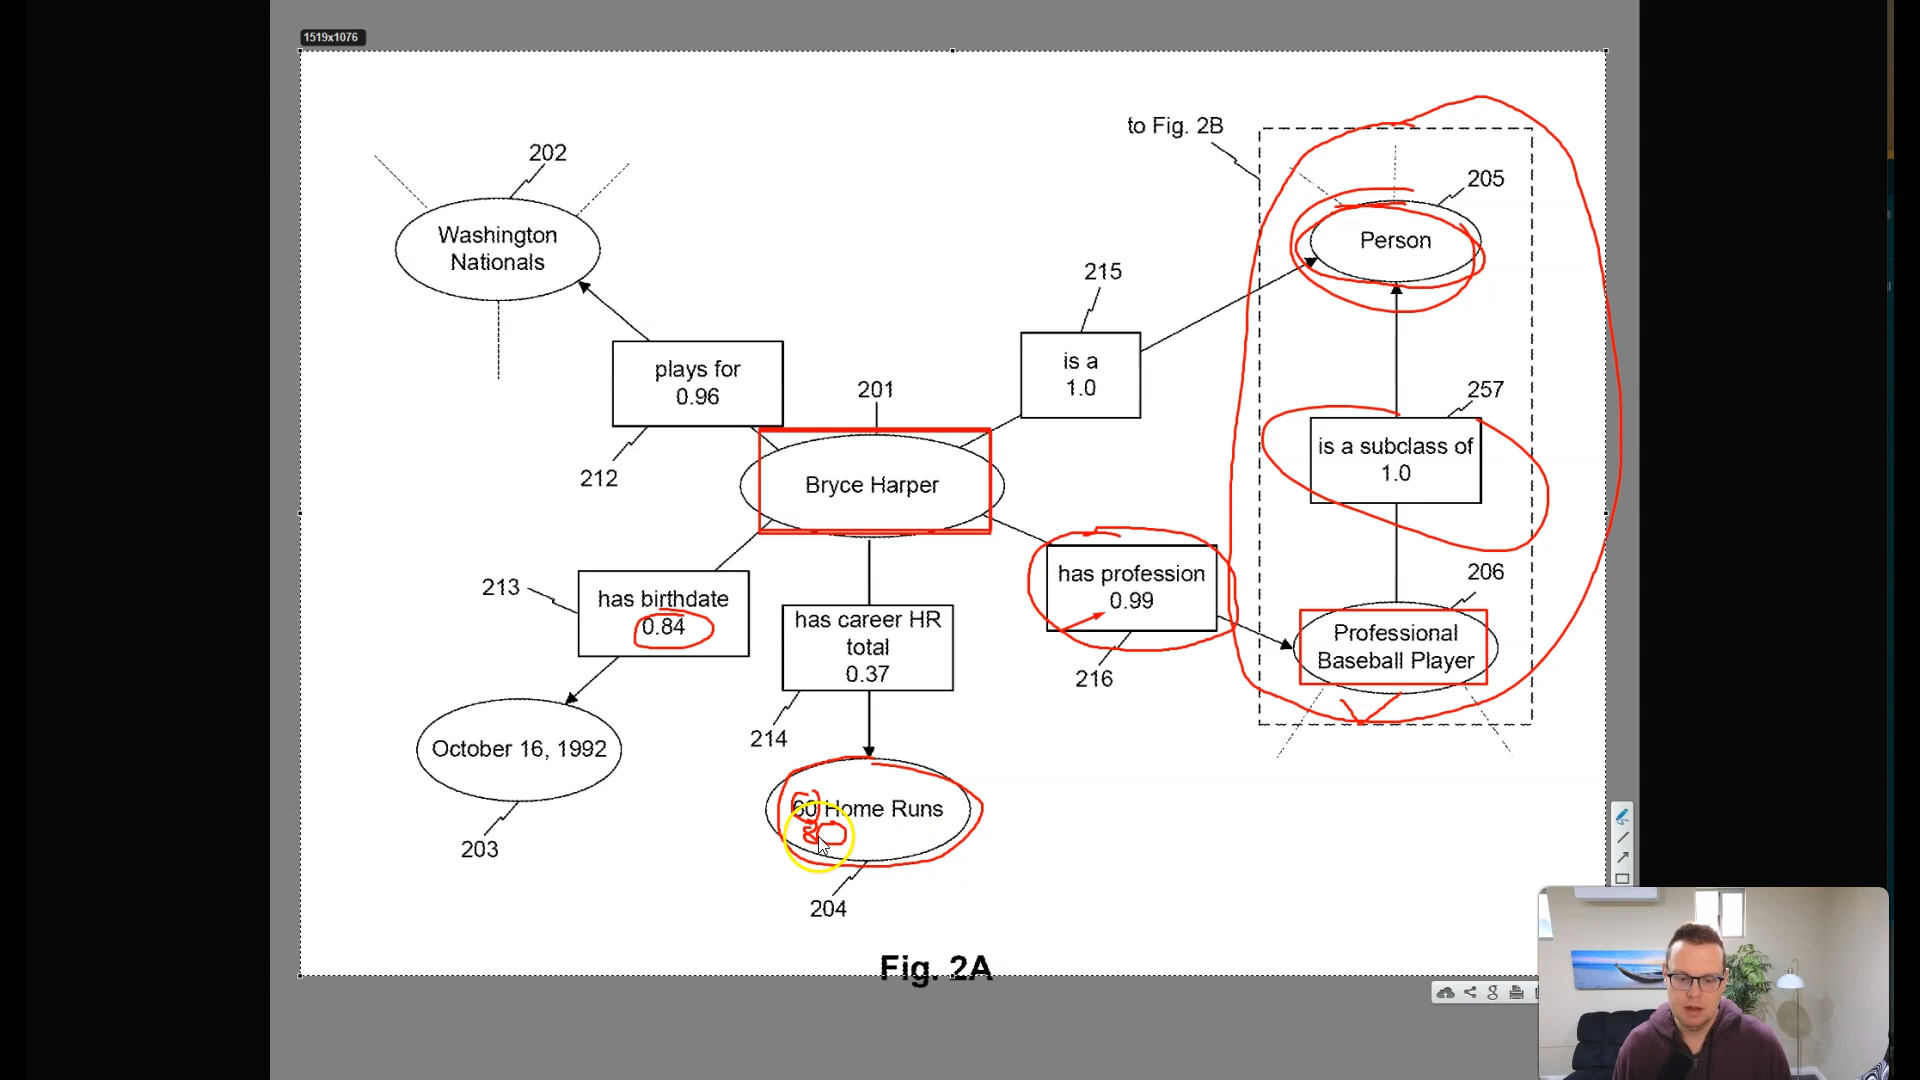 1519x1076
to Fig. 2B
202
205
Washington
Nationals
Person
215
is a
1.0
plays for
0.96
201
257
is a subclass of
1.0
212
Bryce Harper
213
has birthdate
0.84
has career HR
total
0.37
has profession
0.99
206
Professional
Baseball Player
216
214
October 16, 1992
60 Home Runs
203
204
Fig. 2A